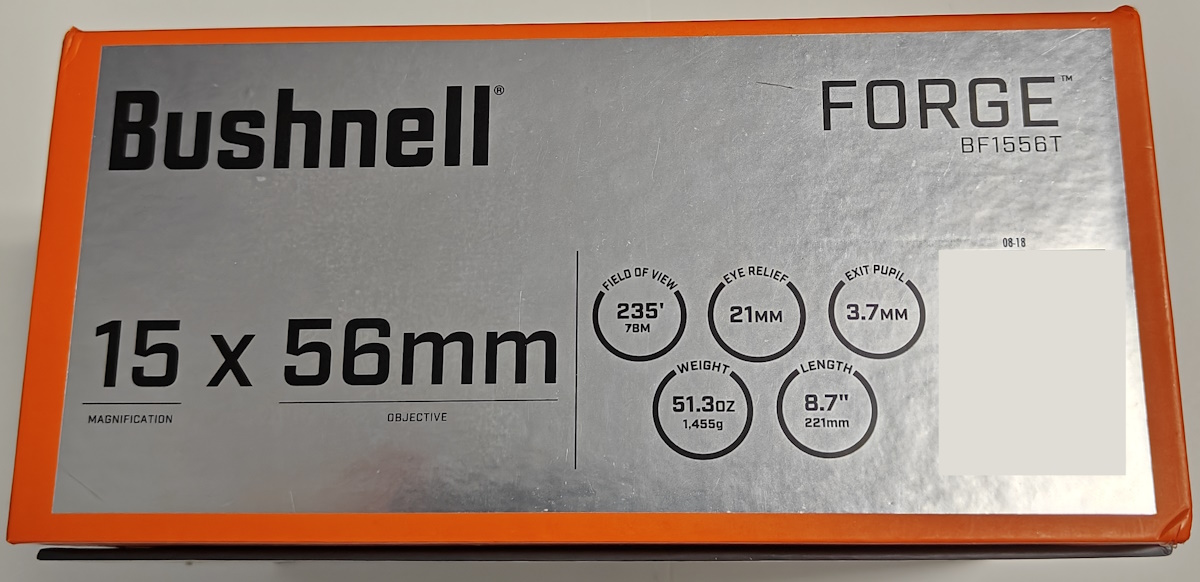 Bushnell®
FORGE™
BF1556T
08-18
15 x 56mm
MAGNIFICATION
OBJECTIVE
FIELD OF VIEW
235'
78M
EYE RELIEF
21MM
EXIT PUPIL
3.7MM
WEIGHT
51.3OZ
1,455g
LENGTH
8.7"
221mm